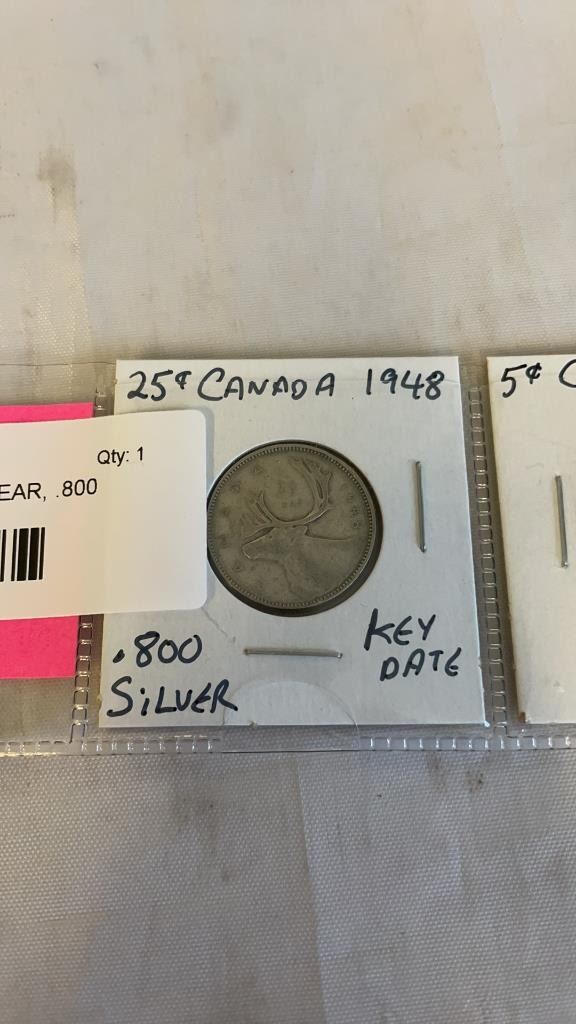 25¢ CANADA 1948
5¢ C
Qty: 1
EAR, .800
.800
SILVER
KEY
DATE